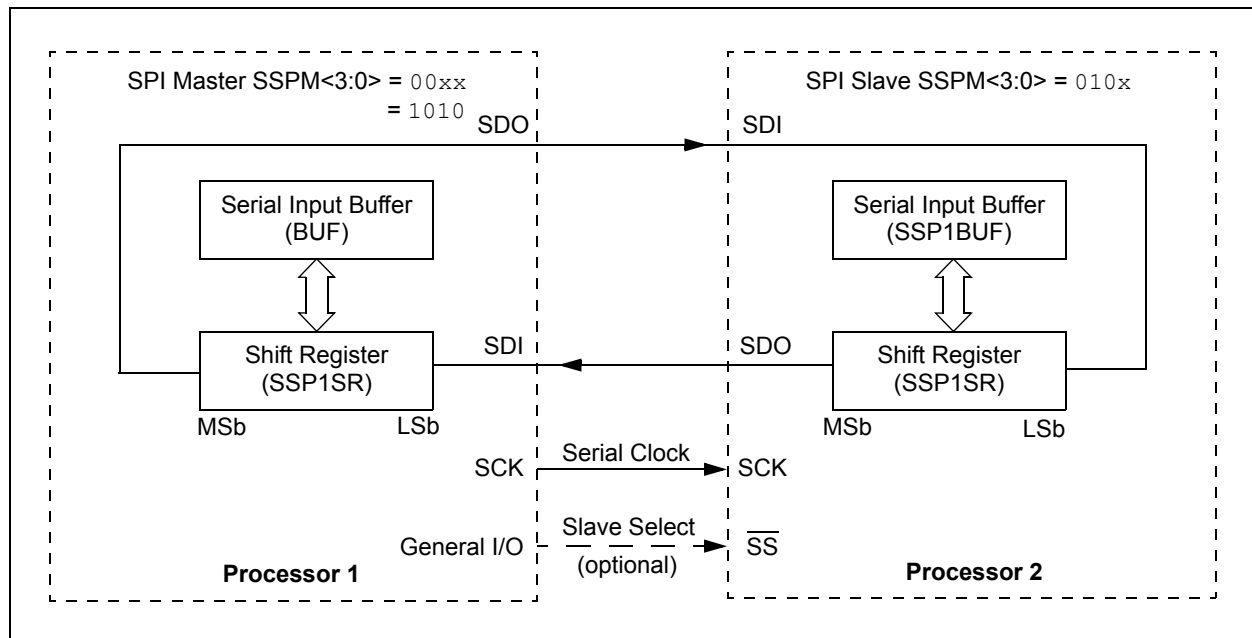 SPI Master SSPM<3:0> = 00xx
= 1010
SDO
Serial Input Buffer
(BUF)
Shift Register
(SSP1SR)
MSb
LSb
SDI
SCK
General I/O
Processor 1
Serial Clock
Slave Select
(optional)
SPI Slave SSPM<3:0> = 010x
SDI
Serial Input Buffer
(SSP1BUF)
SDO
Shift Register
(SSP1SR)
MSb
LSb
SCK
SS
Processor 2